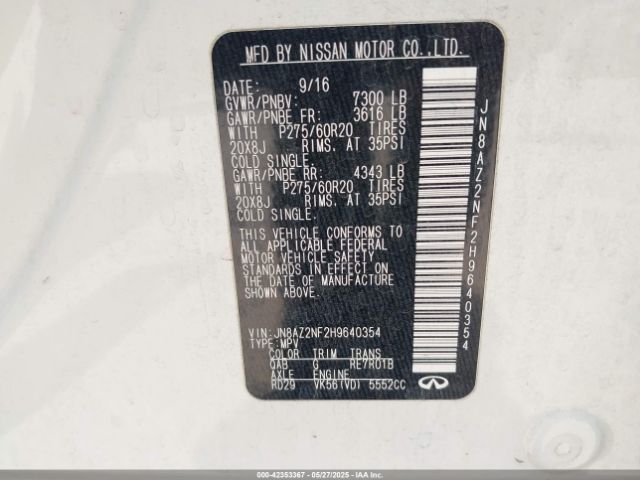 MFD BY NISSAN MOTOR CO.,LTD.
DATE: 9/16
GVWR/PNBV: 7300 LB
GAWR/PNBE FR: 3616 LB
WITH P275/60R20 TIRES
20X8J RIMS. AT 35PSI
COLD SINGLE.
GAWR/PNBE RR: 4343 LB
WITH P275/60R20 TIRES
20X8J RIMS. AT 35PSI
COLD SINGLE.
THIS VEHICLE CONFORMS TO
ALL APPLICABLE FEDERAL
MOTOR VEHICLE SAFETY
STANDARDS IN EFFECT ON
THE DATE OF MANUFACTURE
SHOWN ABOVE.
VIN:JN8AZ2NF2H9640354
TYPE:MPV
COLOR TRIM TRANS
QAB G RE7R01B
AXLE ENGINE
RD29 VK56(VD) 5552CC
JN8AZ2NF2H9640354
000-42353367 - 05/27/2025 - IAAI.com